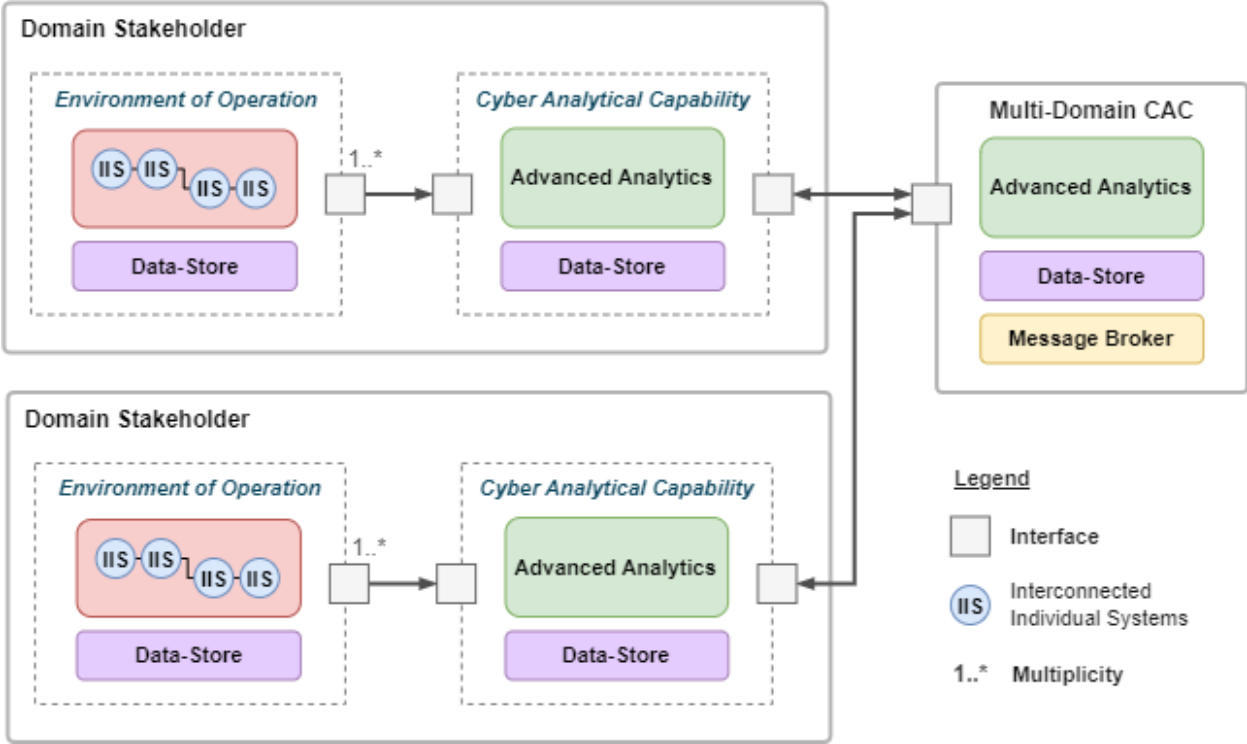 Domain Stakeholder
Environment of Operation
IIS
IIS
IIS
IIS
Data-Store
1..*
Cyber Analytical Capability
Advanced Analytics
Data-Store
Multi-Domain CAC
Advanced Analytics
Data-Store
Message Broker
Domain Stakeholder
Environment of Operation
IIS
IIS
IIS
IIS
Data-Store
1..*
Cyber Analytical Capability
Advanced Analytics
Data-Store
Legend
Interface
IIS
Interconnected
Individual Systems
1..*
Multiplicity